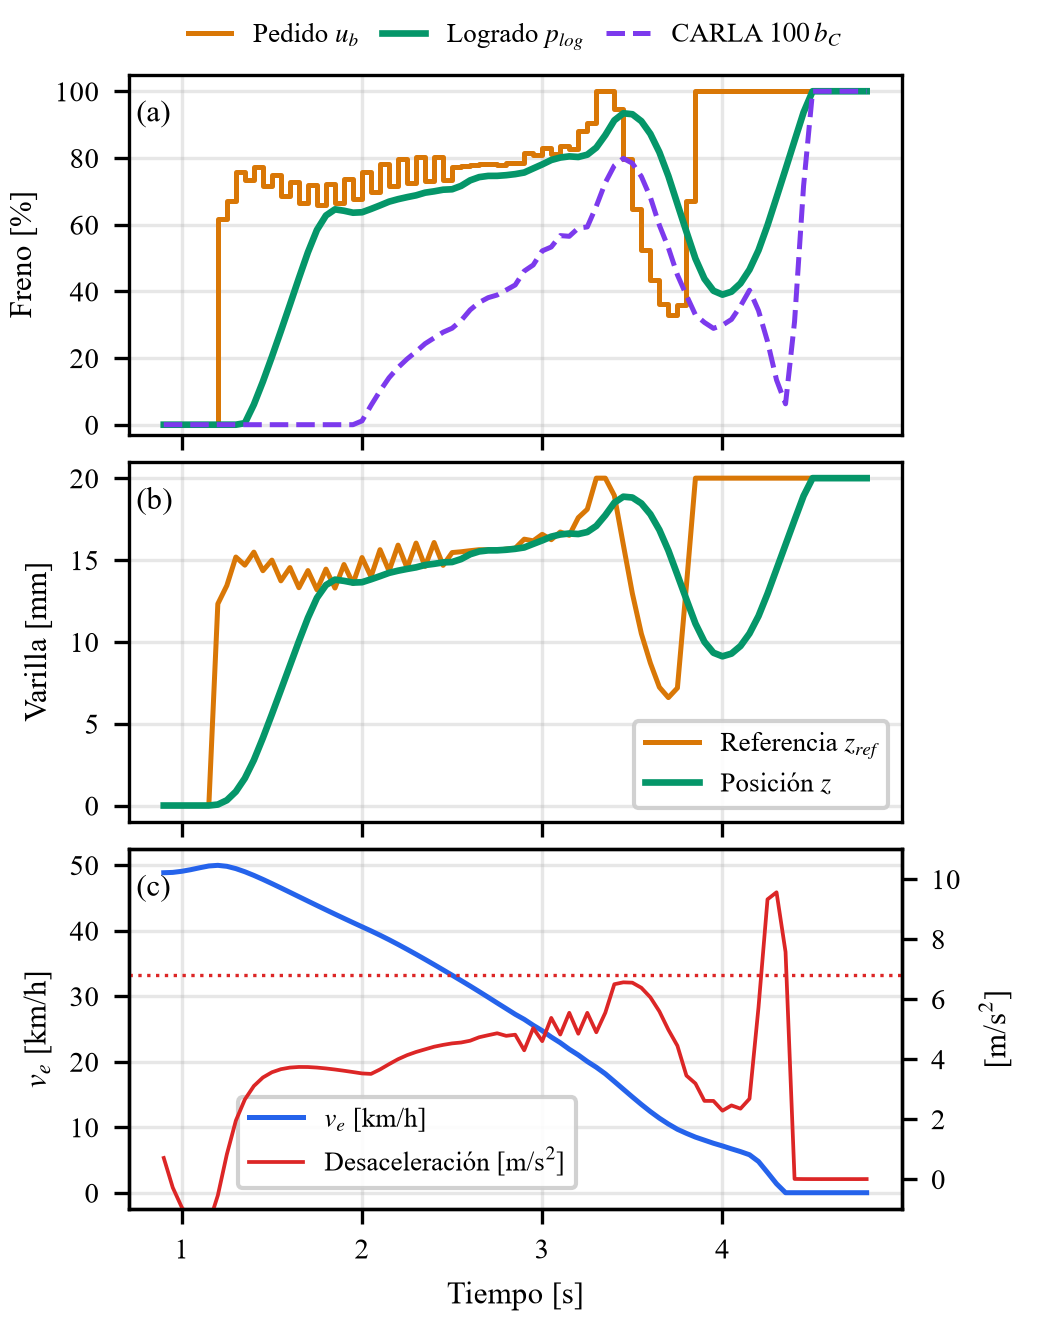 Pedido u_b Logrado p_log CARLA 100 b_C
(a)
100
80
60
40
20
0
Freno [%]
(b)
20
15
10
5
0
Varilla [mm]
Referencia z_ref
Posición z
(c)
50
40
30
20
10
0
v_e [km/h]
10
8
6
4
2
0
[m/s²]
v_e [km/h]
Desaceleración [m/s²]
1 2 3 4
Tiempo [s]